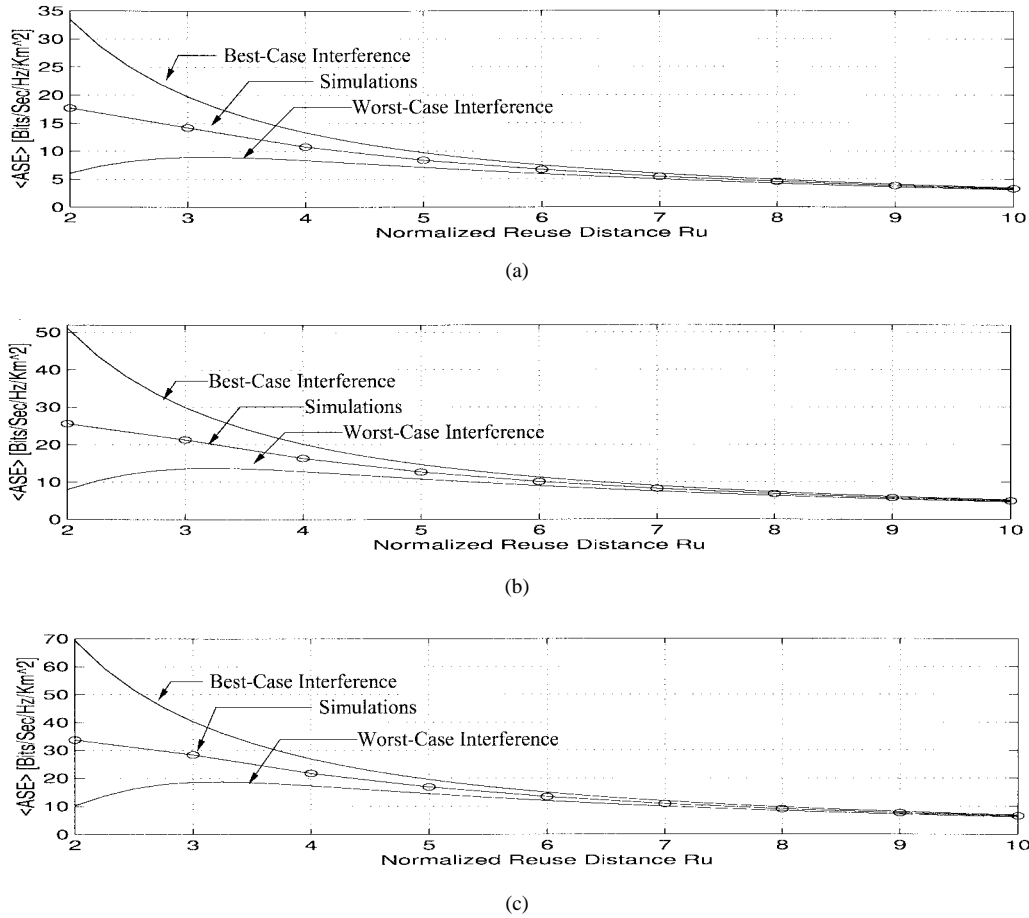 35
30
25
20
15
10
5
0
<ASE> [Bits/Sec/Hz/Km^2]
Best-Case Interference
Simulations
Worst-Case Interference
2 3 4 5 6 7 8 9 10
Normalized Reuse Distance Ru
(a)
50
40
30
20
10
0
<ASE> [Bits/Sec/Hz/Km^2]
Best-Case Interference
Simulations
Worst-Case Interference
2 3 4 5 6 7 8 9 10
Normalized Reuse Distance Ru
(b)
70
60
50
40
30
20
10
0
<ASE> [Bits/Sec/Hz/Km^2]
Best-Case Interference
Simulations
Worst-Case Interference
2 3 4 5 6 7 8 9 10
Normalized Reuse Distance Ru
(c)